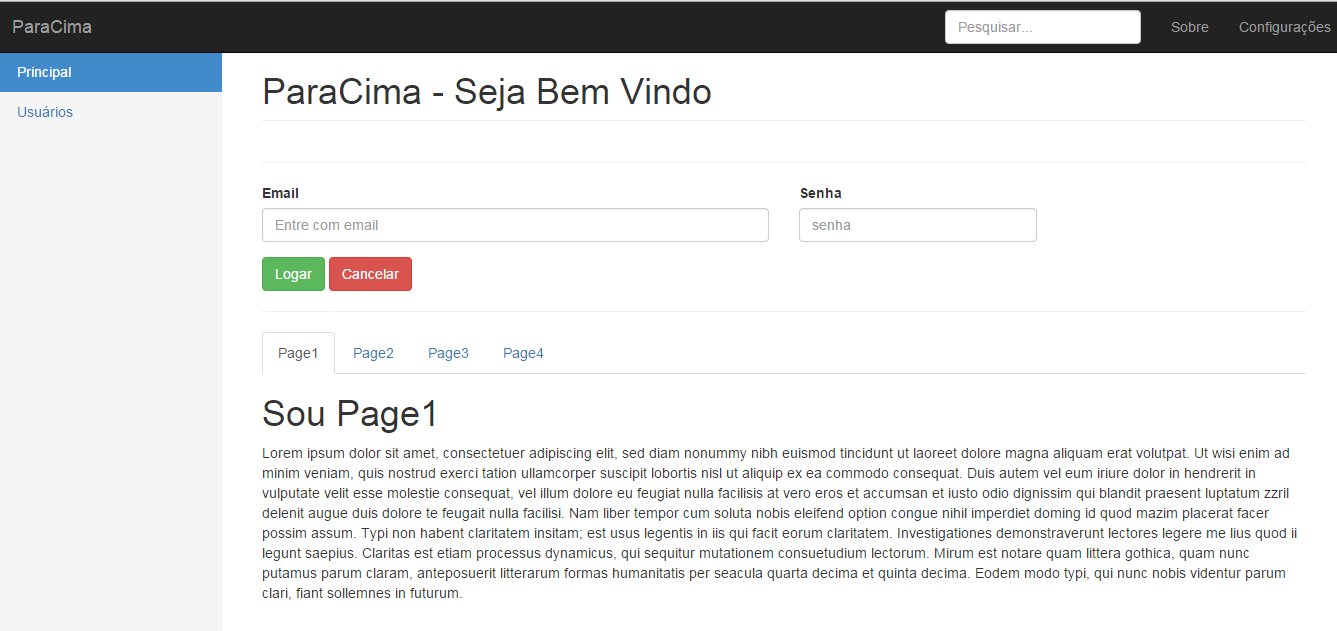 ParaCima
Pesquisar...
Sobre
Configurações
Principal
Usuários
ParaCima - Seja Bem Vindo
Email
Senha
Entre com email
senha
Logar
Cancelar
Page1
Page2
Page3
Page4
Sou Page1
Lorem ipsum dolor sit amet, consectetuer adipiscing elit, sed diam nonummy nibh euismod tincidunt ut laoreet dolore magna aliquam erat volutpat. Ut wisi enim ad
minim veniam, quis nostrud exerci tation ullamcorper suscipit lobortis nisl ut aliquip ex ea commodo consequat. Duis autem vel eum iriure dolor in hendrerit in
vulputate velit esse molestie consequat, vel illum dolore eu feugiat nulla facilisis at vero eros et accumsan et iusto odio dignissim qui blandit praesent luptatum zzril
delenit augue duis dolore te feugait nulla facilisi. Nam liber tempor cum soluta nobis eleifend option congue nihil imperdiet doming id quod mazim placerat facer
possim assum. Typi non habent claritatem insitam; est usus legentis in iis qui facit eorum claritatem. Investigationes demonstraverunt lectores legere me lius quod ii
legunt saepius. Claritas est etiam processus dynamicus, qui sequitur mutationem consuetudium lectorum. Mirum est notare quam littera gothica, quam nunc
putamus parum claram, anteposuerit litterarum formas humanitatis per seacula quarta decima et quinta decima. Eodem modo typi, qui nunc nobis videntur parum
clari, fiant sollemnes in futurum.